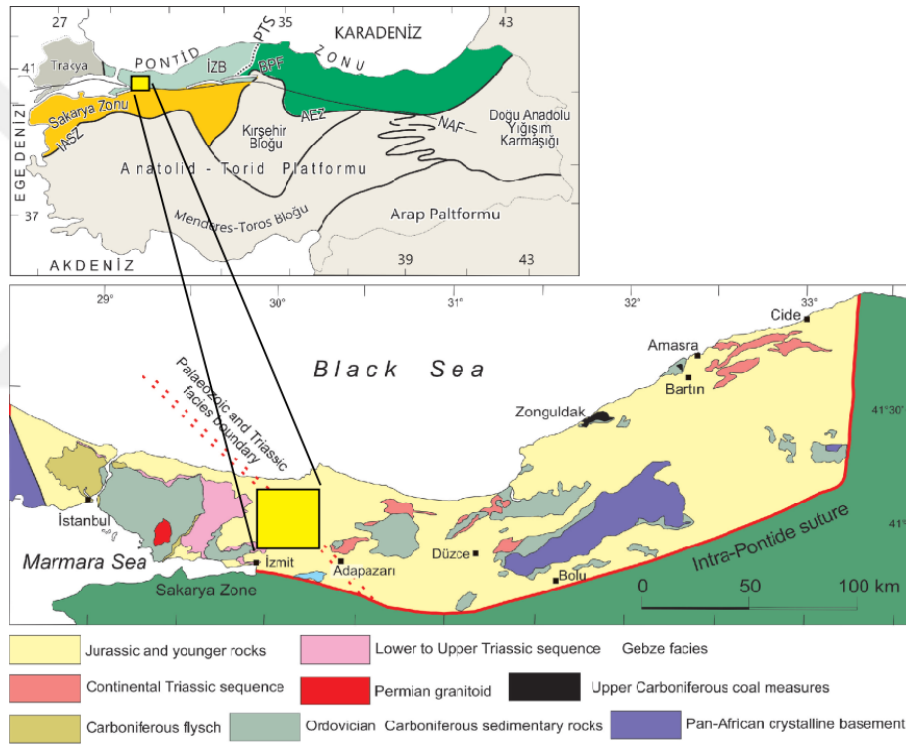 27
35
43
KARADENİZ
PTS
PONTİD
ZONU
41
Trakya
İZB
BPF
41
Sakarya Zonu
AEZ
NAF
Doğu Anadolu
Yığışım
Karmaşığı
Kırşehir
Bloğu
IASZ
EGE DENİZİ
Anatolid - Torid Platformu
37
Menderes-Toros Bloğu
Arap Paltformu
39
43
AKDENİZ
29°
30°
31°
32°
33°
Cide
Black Sea
Amasra
Bartın
Palaeozoic and Triassic
facies boundary
Zonguldak
41°30'
İstanbul
41°
Marmara Sea
Düzce
İzmit
Adapazarı
Bolu
Intra-Pontide suture
Sakarya Zone
0 50 100 km
Jurassic and younger rocks
Lower to Upper Triassic sequence Gebze facies
Continental Triassic sequence
Permian granitoid
Upper Carboniferous coal measures
Carboniferous flysch
Ordovician Carboniferous sedimentary rocks
Pan-African crystalline basement